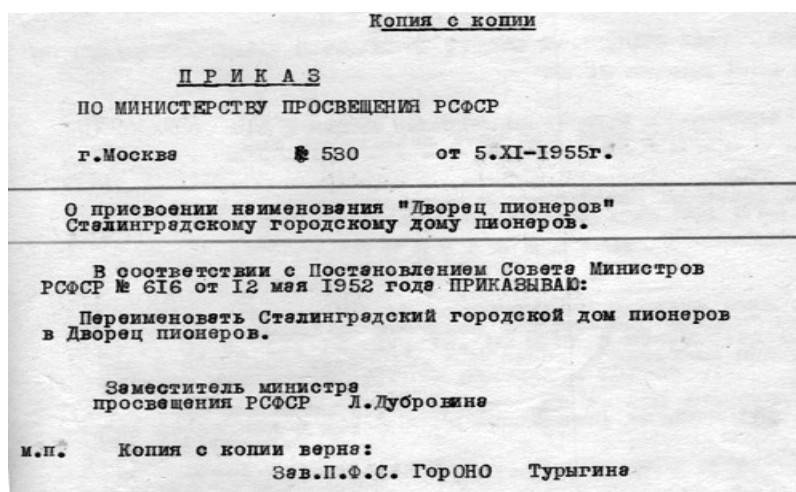 Копия с копии
ПРИКАЗ
ПО МИНИСТЕРСТВУ ПРОСВЕЩЕНИЯ РСФСР
г.Москва № 530 от 5.XI-1955г.
О присвоении наименования "Дворец пионеров"
Сталинградскому городскому дому пионеров.
В соответствии с Постановлением Совета Министров
РСФСР № 616 от 12 мая 1952 года ПРИКАЗЫВАЮ:
Переименовать Сталинградский городской дом пионеров
в Дворец пионеров.
Заместитель министра
просвещения РСФСР Л.Дубровина
м.п. Копия с копии верна:
Зав.П.Ф.С. ГорОНО Турыгина